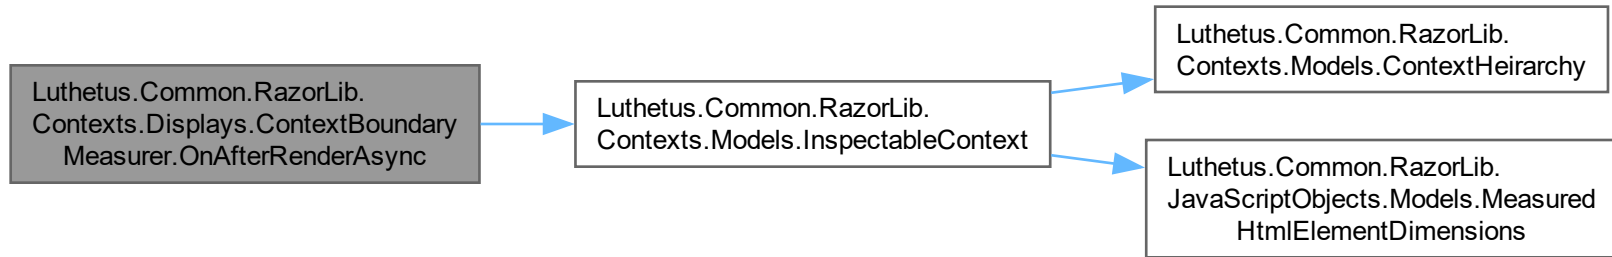 Luthetus.Common.RazorLib.
Contexts.Displays.ContextBoundary
Measurer.OnAfterRenderAsync
Luthetus.Common.RazorLib.
Contexts.Models.InspectableContext
Luthetus.Common.RazorLib.
Contexts.Models.ContextHeirarchy
Luthetus.Common.RazorLib.
JavaScriptObjects.Models.Measured
HtmlElementDimensions